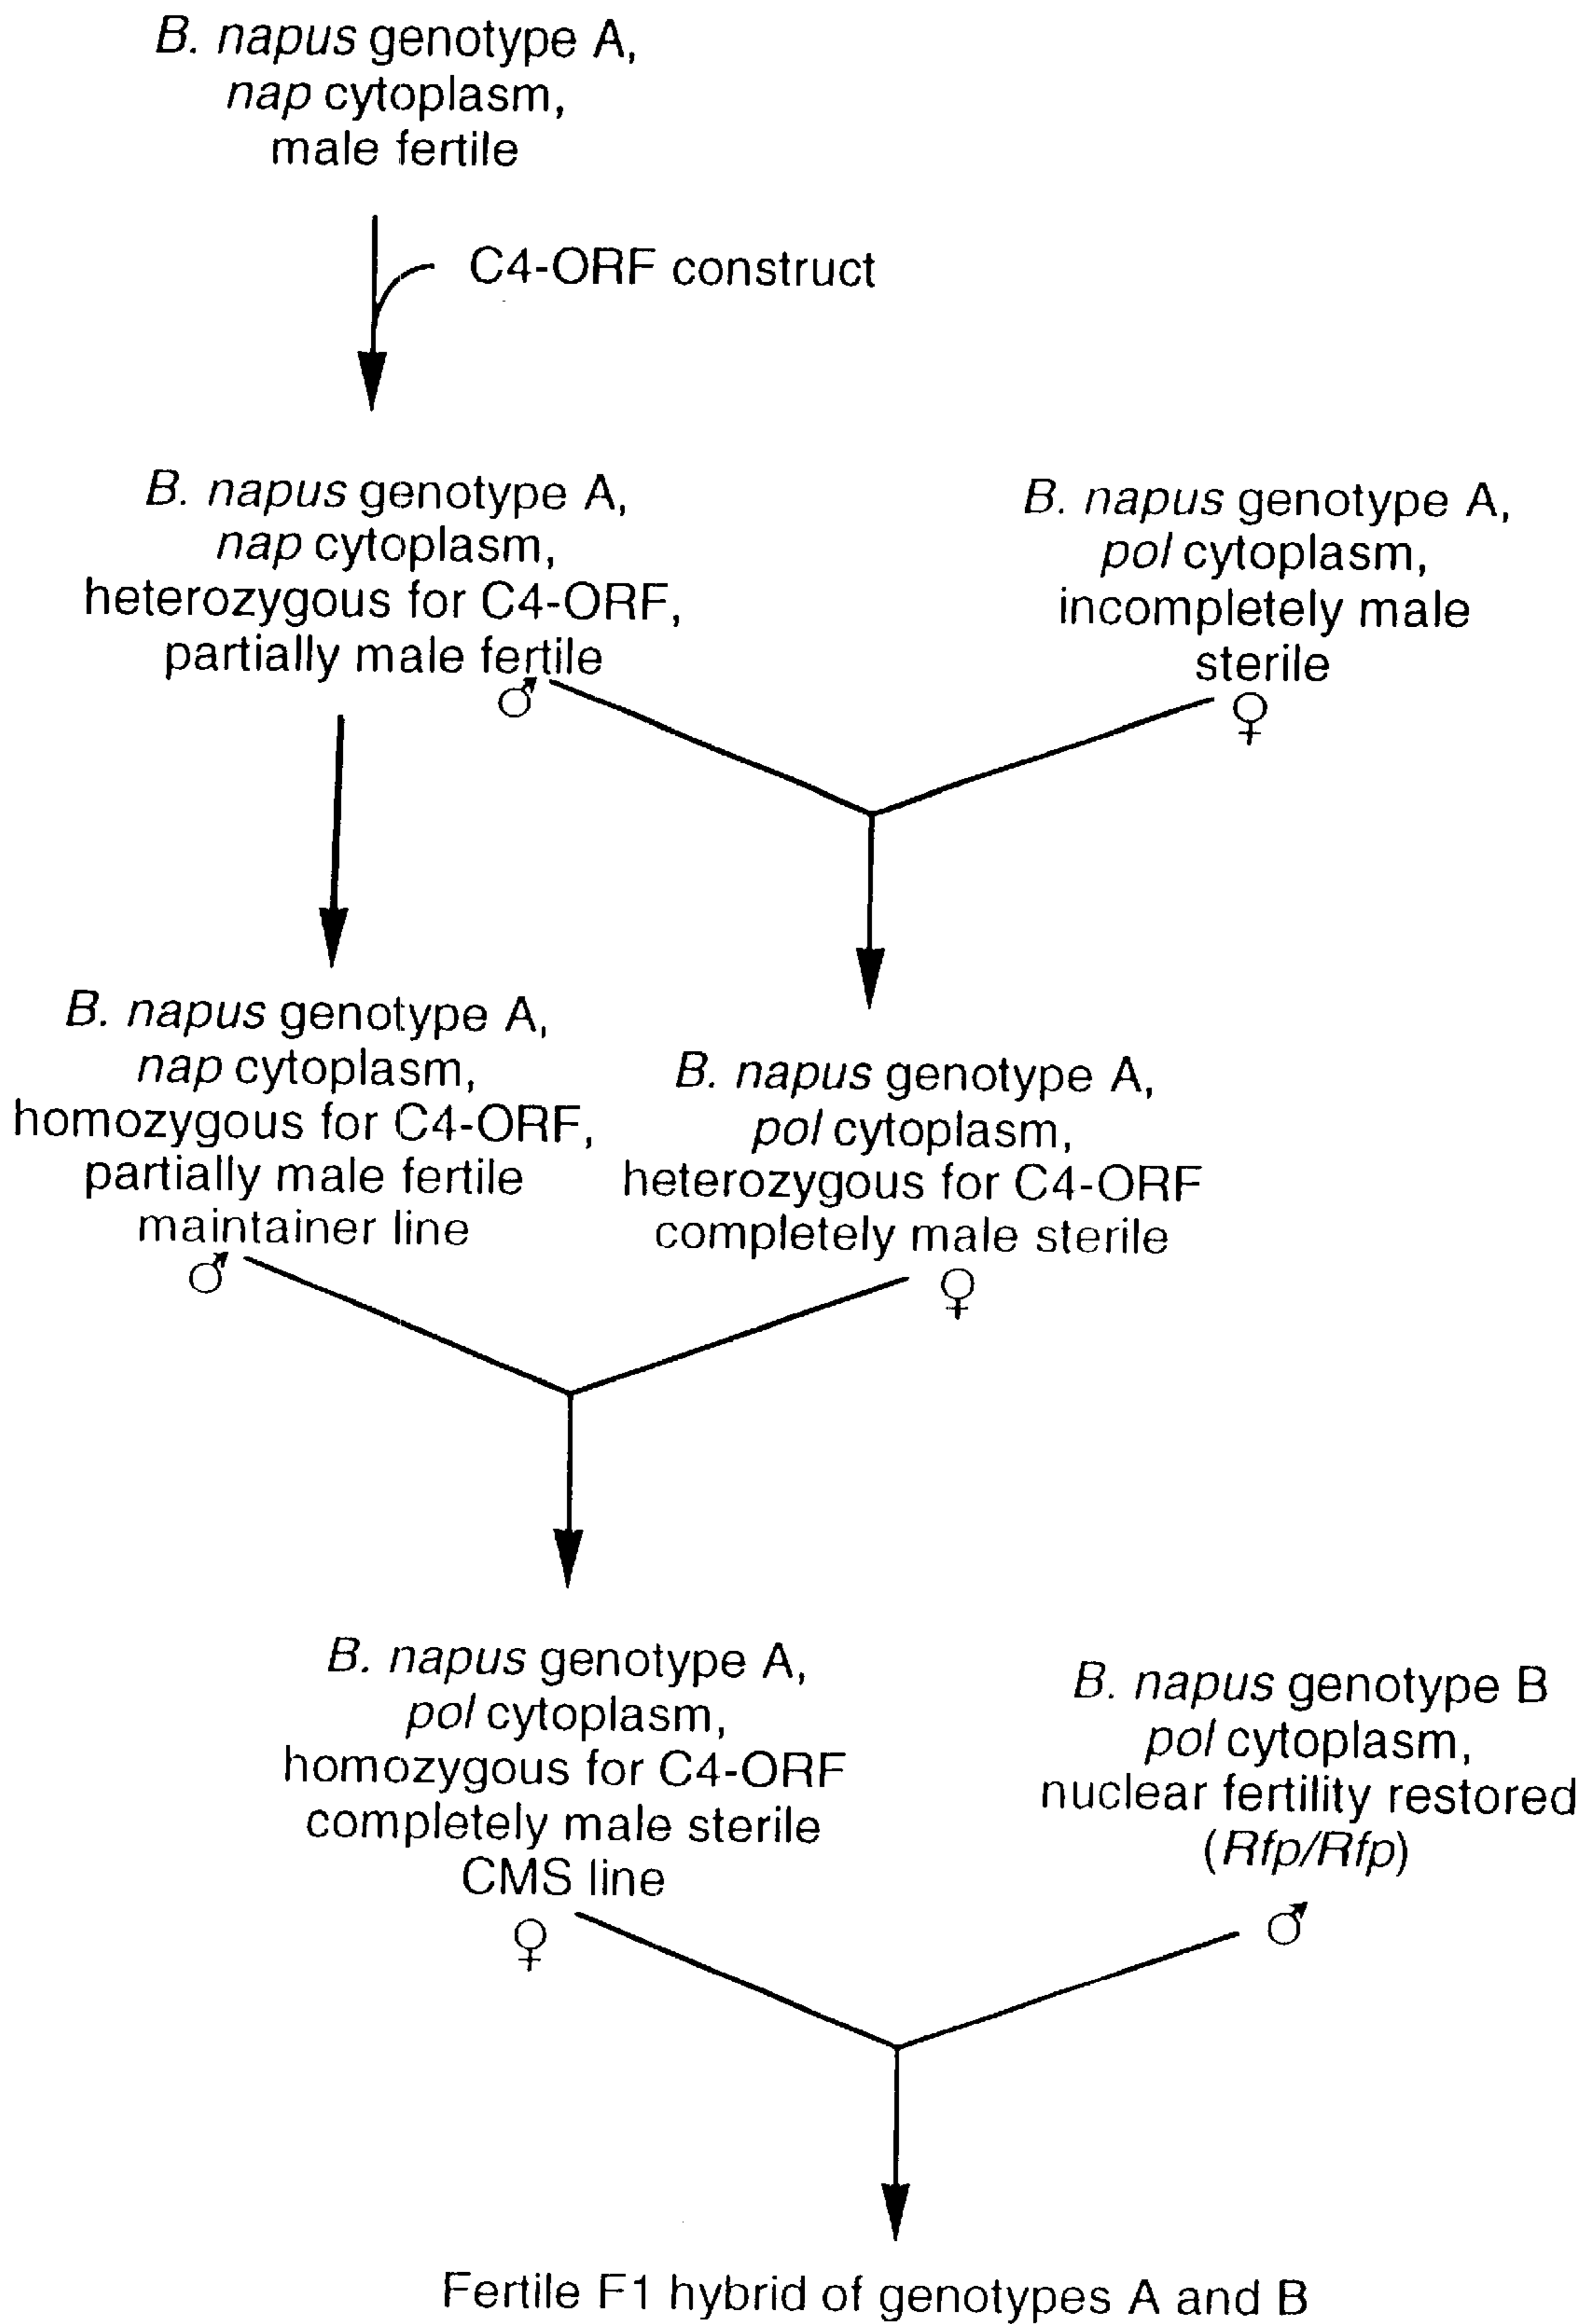 B. napus genotype A,
nap cytoplasm,
male fertile
C4-ORF construct
B. napus genotype A,
nap cytoplasm,
heterozygous for C4-ORF,
partially male fertile
♂
B. napus genotype A,
pol cytoplasm,
incompletely male
sterile
♀
B. napus genotype A,
nap cytoplasm,
homozygous for C4-ORF,
partially male fertile
maintainer line
♂
B. napus genotype A,
pol cytoplasm,
heterozygous for C4-ORF
completely male sterile
♀
B. napus genotype A,
pol cytoplasm,
homozygous for C4-ORF
completely male sterile
CMS line
♀
B. napus genotype B
pol cytoplasm,
nuclear fertility restored
(Rfp/Rfp)
♂
Fertile F1 hybrid of genotypes A and B